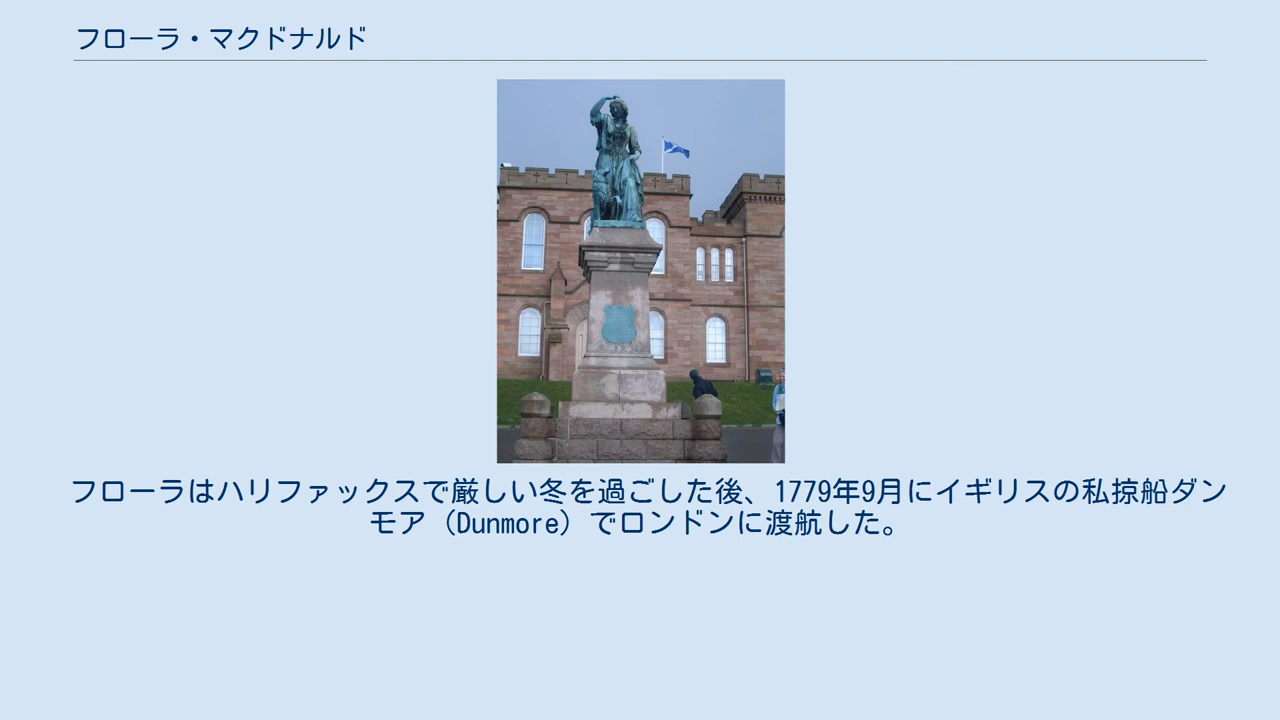 フローラ・マクドナルド
フローラはハリファックスで厳しい冬を過ごした後、1779年9月にイギリスの私掠船ダン
モア（Dunmore）でロンドンに渡航した。